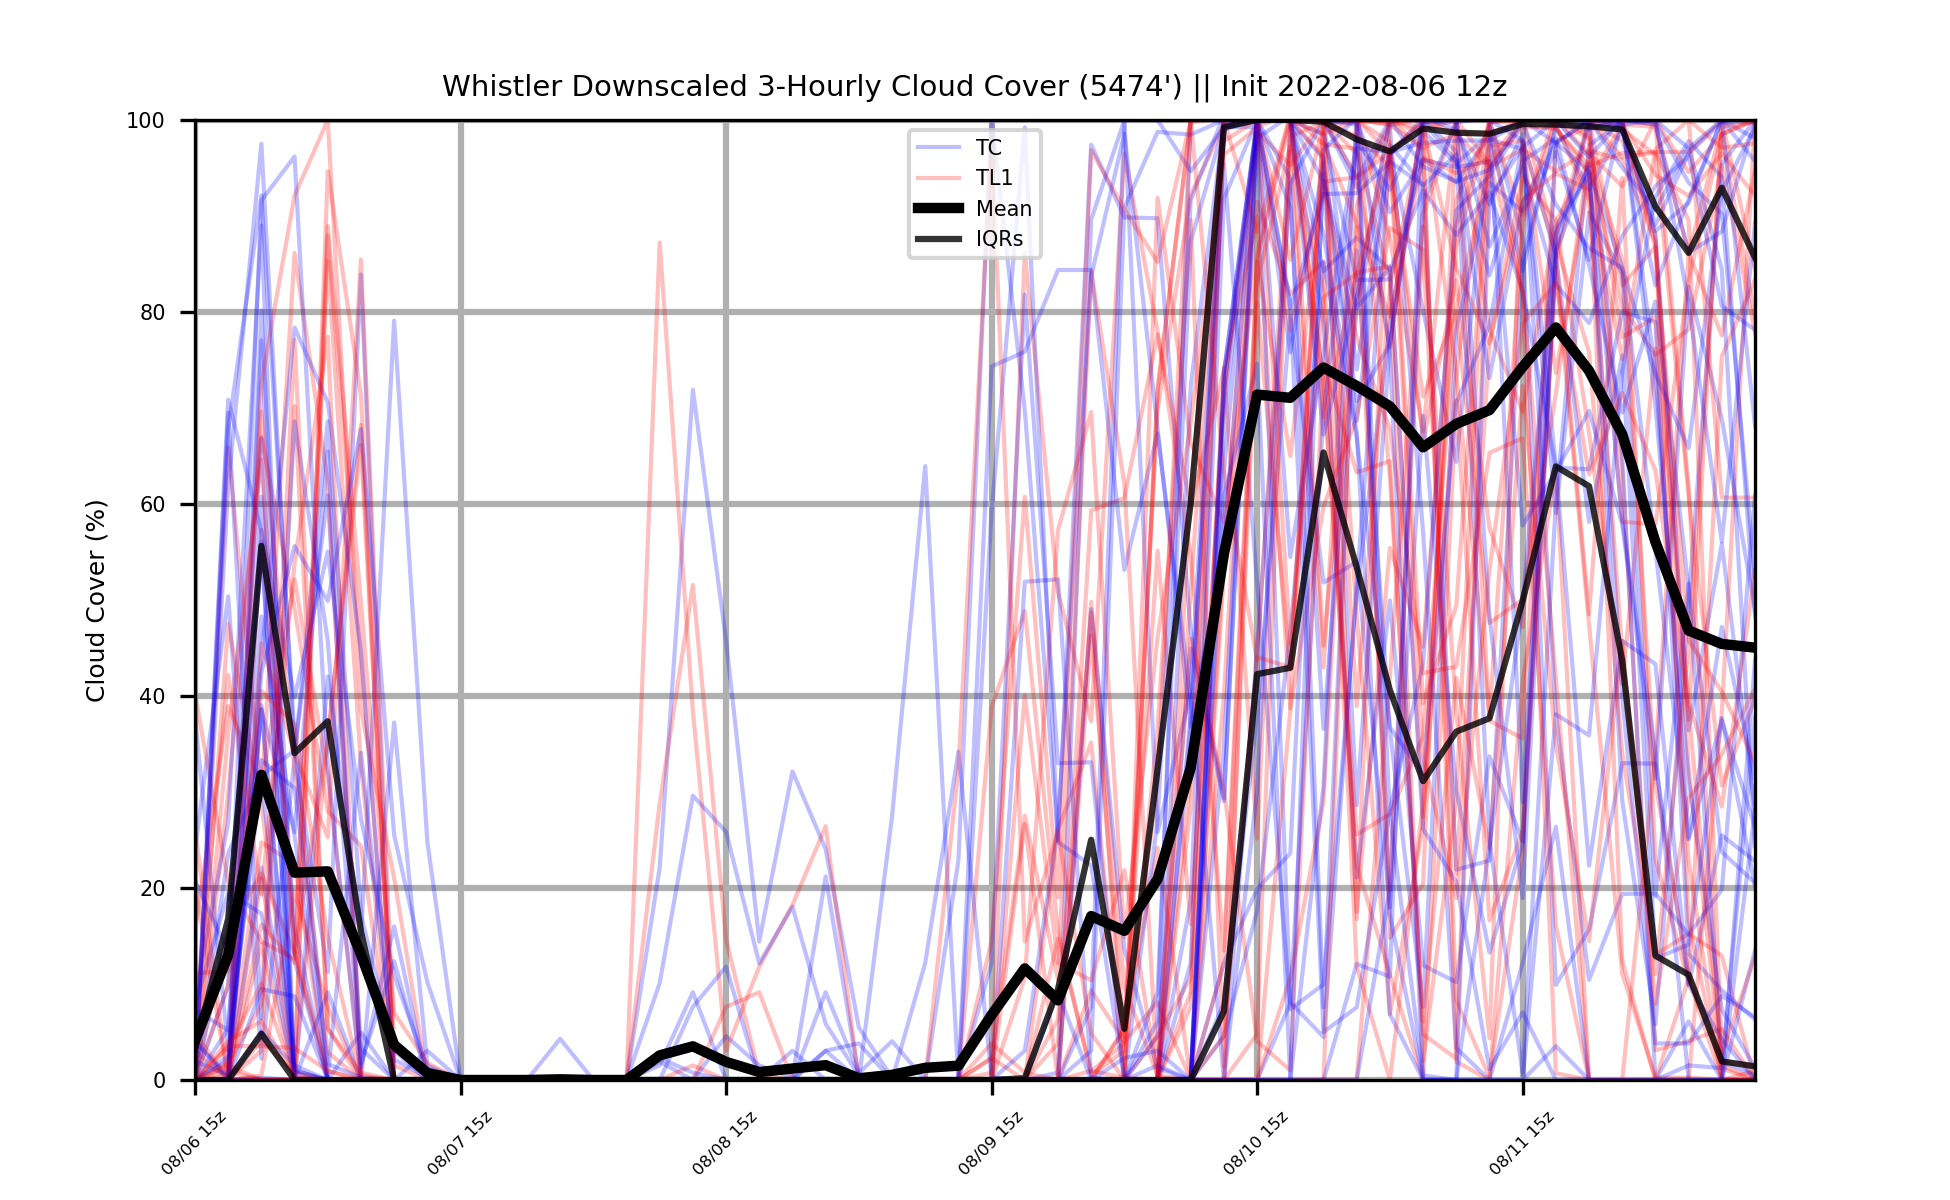 Whistler Downscaled 3-Hourly Cloud Cover (5474') || Init 2022-08-06 12z
TC
TL1
Mean
IQRs
Cloud Cover (%)
100
80
60
40
20
0
08/06 15z
08/07 15z
08/08 15z
08/09 15z
08/10 15z
08/11 15z